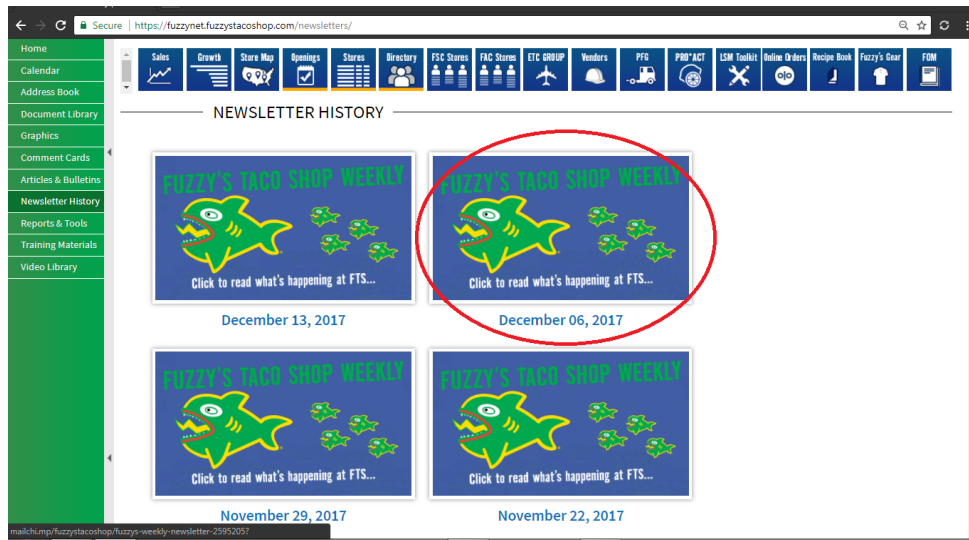 Secure | https://fuzzynet.fuzzystacoshop.com/newsletters/
Home
Calendar
Address Book
Document Library
Graphics
Comment Cards
Articles & Bulletins
Newsletter History
Reports & Tools
Training Materials
Video Library
Sales
Growth
Store Map
Openings
Stores
Directory
FSC Stores
FAC Stores
ETC GROUP
Vendors
PFG
PRO*ACT
LSM Toolkit
Online Orders
Recipe Book
Fuzzy's Gear
FOM
NEWSLETTER HISTORY
FUZZY'S TACO SHOP WEEKLY
Click to read what's happening at FTS...
December 13, 2017
FUZZY'S TACO SHOP WEEKLY
Click to read what's happening at FTS...
December 06, 2017
FUZZY'S TACO SHOP WEEKLY
Click to read what's happening at FTS...
November 29, 2017
FUZZY'S TACO SHOP WEEKLY
Click to read what's happening at FTS...
November 22, 2017
mailchi.mp/fuzzystacoshop/fuzzys-weekly-newsletter-2595205?